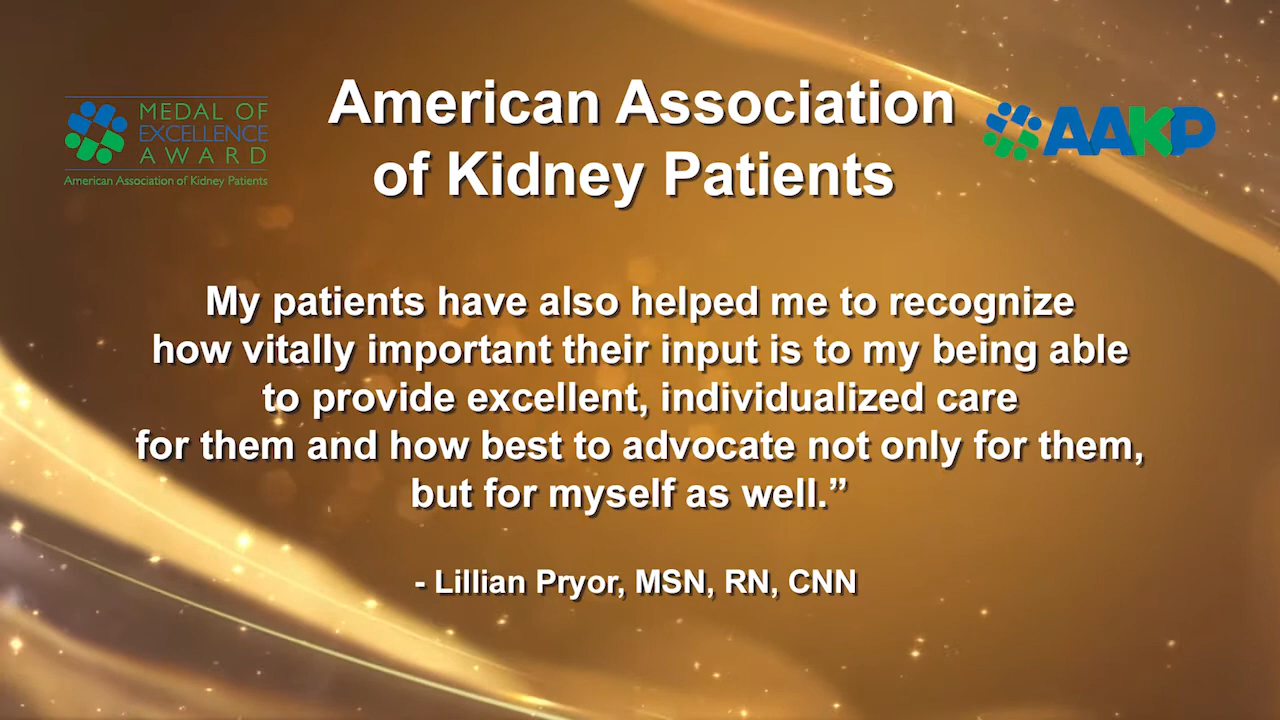 MEDAL OF
EXCELLENCE
AWARD
American Association of Kidney Patients
American Association
of Kidney Patients
AAKP
My patients have also helped me to recognize
how vitally important their input is to my being able
to provide excellent, individualized care
for them and how best to advocate not only for them,
but for myself as well.”
- Lillian Pryor, MSN, RN, CNN